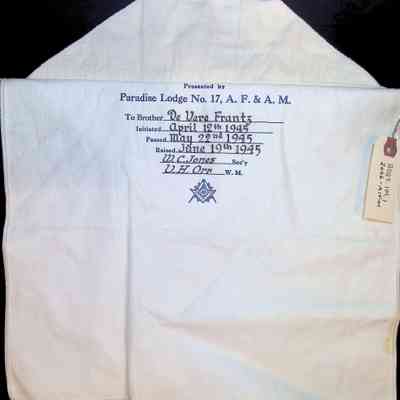 Presented by
Paradise Lodge No. 17, A. F. & A. M.
To Brother De Vere Frantz
Initiated April 12th 1945
Passed May 22nd 1945
Raised June 19th 1945
W.C. Jones Sec'y
V.H. Orr W. M.